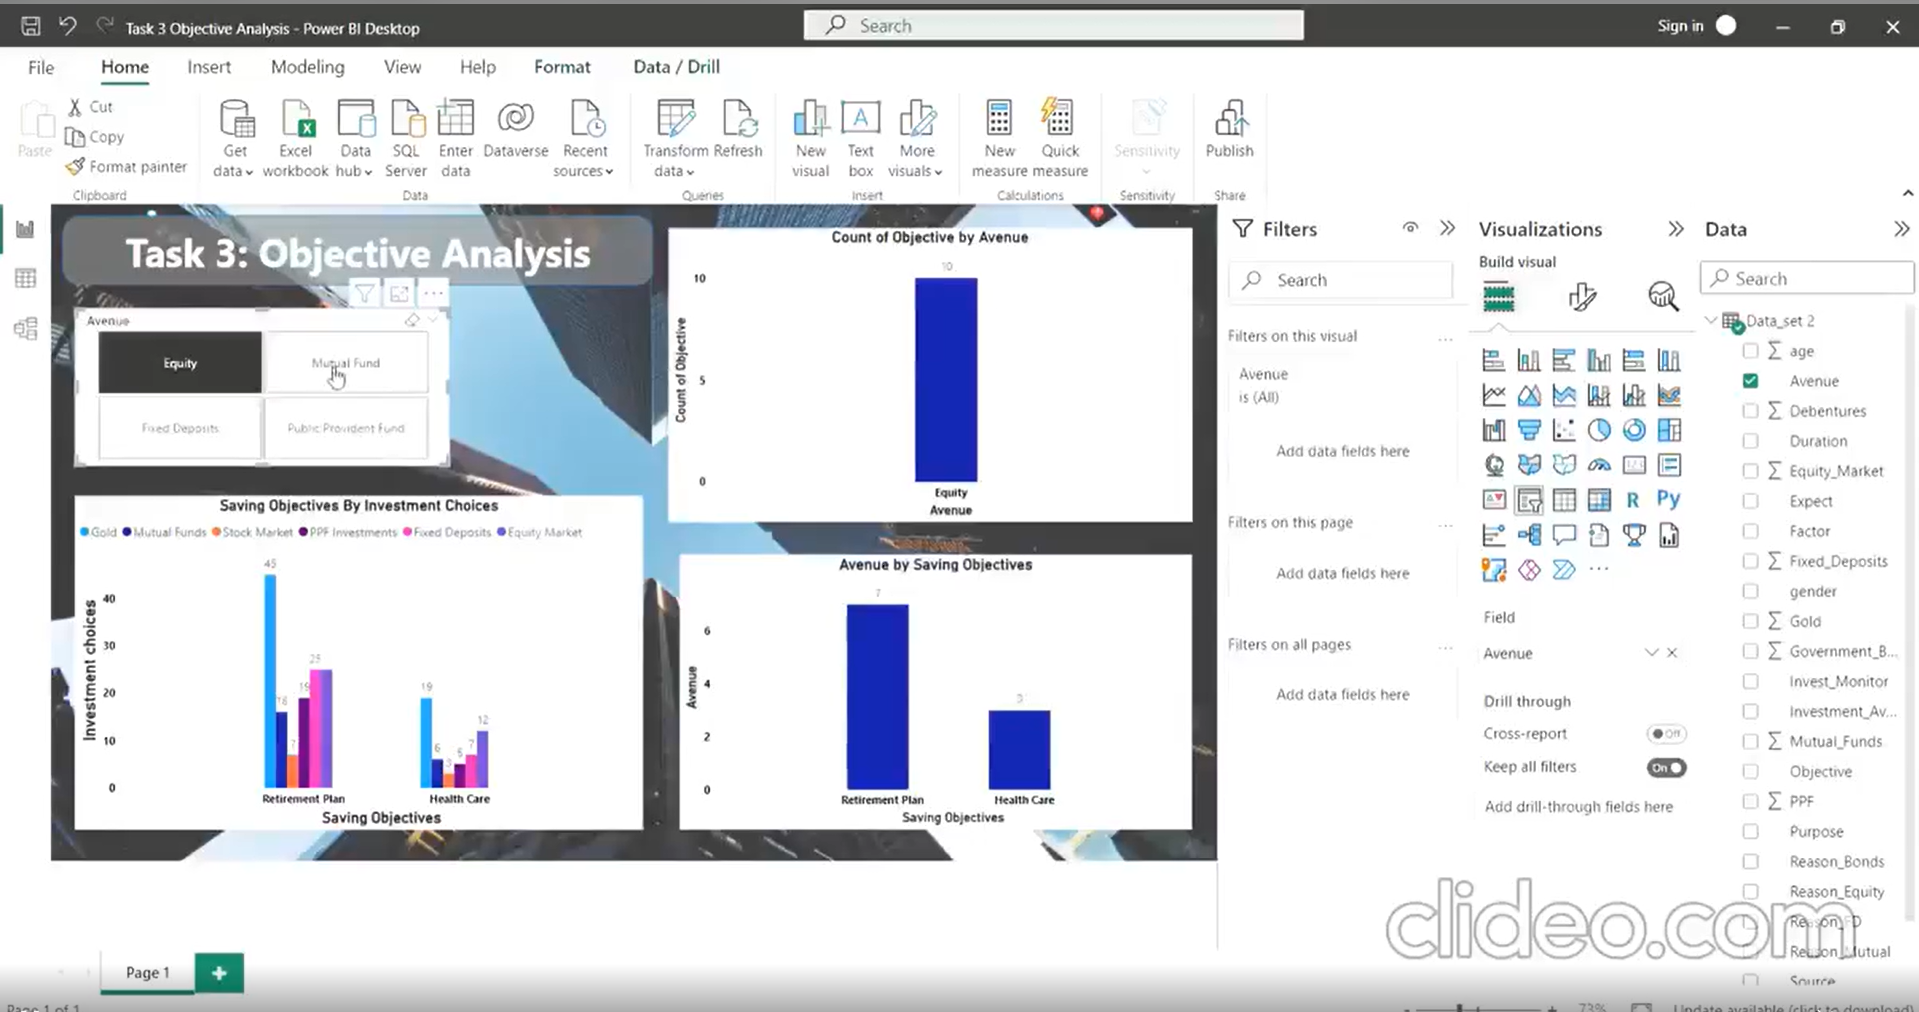 Task 3 Objective Analysis - Power BI Desktop
Search
Sign in
File Home Insert Modeling View Help Format Data / Drill
Paste
Cut
Copy
Format painter
Clipboard
Get data
Excel workbook
Data hub
SQL Server
Enter data
Dataverse
Recent sources
Data
Transform data
Refresh
Queries
New visual
Text box
More visuals
Insert
New measure
Quick measure
Calculations
Sensitivity
Sensitivity
Publish
Share
Task 3: Objective Analysis
Avenue
Equity
Mutual Fund
Fixed Deposits
Public Provident Fund
Count of Objective by Avenue
Count of Objective
10
5
0
10
Equity
Avenue
Saving Objectives By Investment Choices
Gold Mutual Funds Stock Market PPF Investments Fixed Deposits Equity Market
Investment choices
40
30
20
10
0
45
16
7
19
25
19
6
3
5
7
12
Retirement Plan Health Care
Saving Objectives
Avenue by Saving Objectives
Avenue
6
4
2
0
7
3
Retirement Plan Health Care
Saving Objectives
Filters
Search
Filters on this visual ...
Avenue
is (All)
Add data fields here
Filters on this page ...
Add data fields here
Filters on all pages ...
Add data fields here
Visualizations
Build visual
R
Py
...
Field
Avenue
Drill through
Cross-report Off
Keep all filters On
Add drill-through fields here
Data
Search
Data_set 2
age
Avenue
Debentures
Duration
Equity_Market
Expect
Factor
Fixed_Deposits
gender
Gold
Government_B...
Invest_Monitor
Investment_Av...
Mutual_Funds
Objective
PPF
Purpose
Reason_Bonds
Reason_Equity
Reason_FD
Reason_Mutual
Source
clideo.com
Page 1
Page 1 of 1
73%
Update available (click to download)